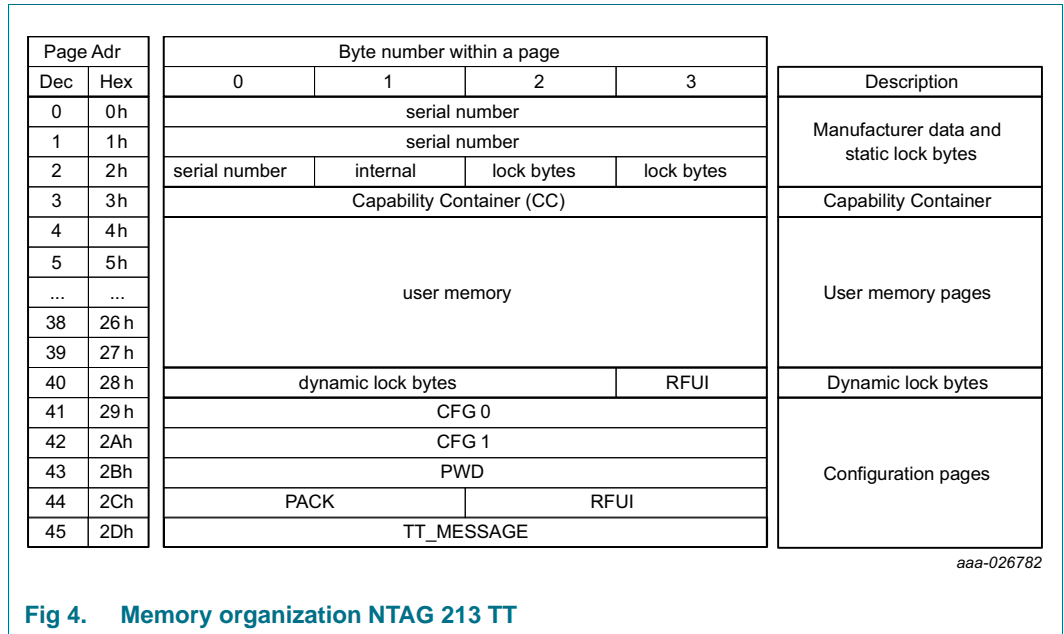 Page Adr Byte number within a page
Dec Hex 0 1 2 3 Description
0 0h serial number
Manufacturer data and
1 1h serial number
static lock bytes
2 2h serial number internal lock bytes lock bytes
3 3h Capability Container (CC) Capability Container
4 4h
5 5h
... ... user memory User memory pages
38 26 h
39 27 h
40 28 h dynamic lock bytes RFUI Dynamic lock bytes
41 29 h CFG 0
42 2Ah CFG 1
43 2Bh PWD Configuration pages
44 2Ch PACK RFUI
45 2Dh TT_MESSAGE
aaa-026782
Fig 4. Memory organization NTAG 213 TT